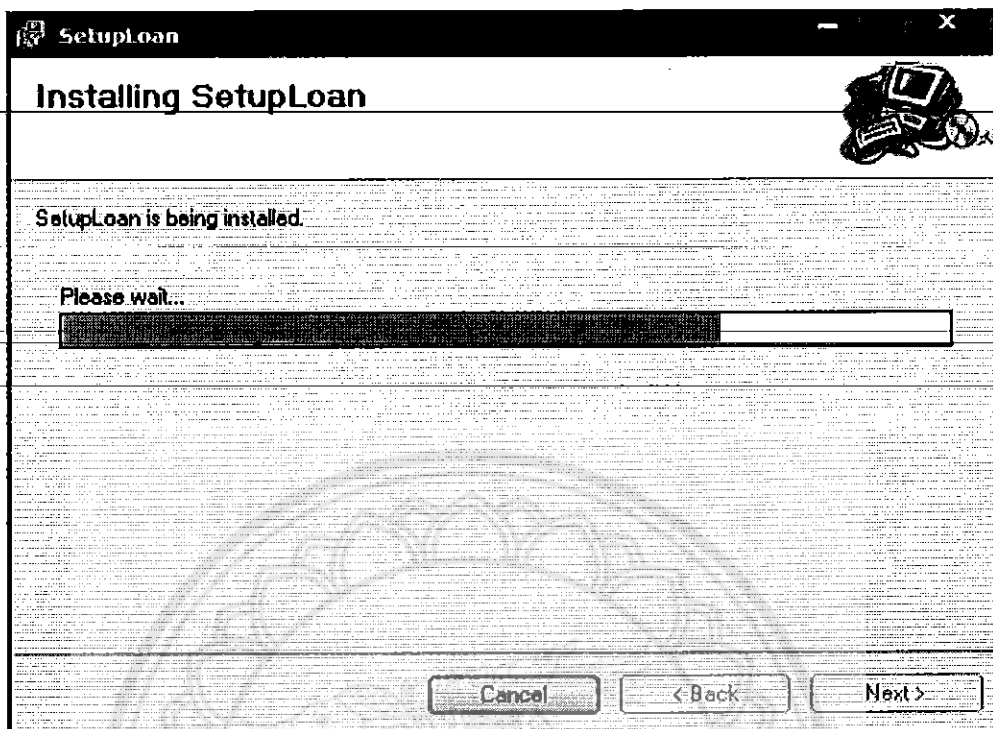 SetupLoan
Installing SetupLoan
SetupLoan is being installed.
Please wait...
Cancel
< Back
Next >